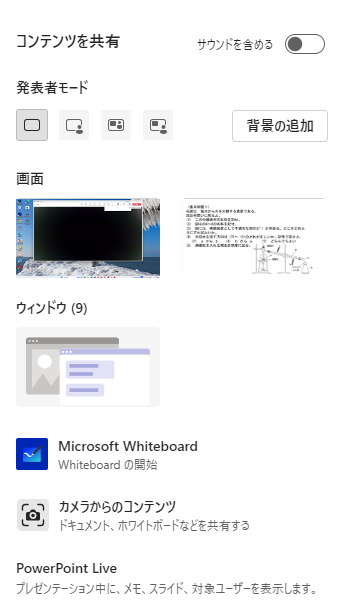 コンテンツを共有
サウンドを含める
発表者モード
背景の追加
画面
ウィンドウ (9)
Microsoft Whiteboard
Whiteboard の開始
カメラからのコンテンツ
ドキュメント、ホワイトボードなどを共有する
PowerPoint Live
プレゼンテーション中に、メモ、スライド、対象ユーザーを表示します。